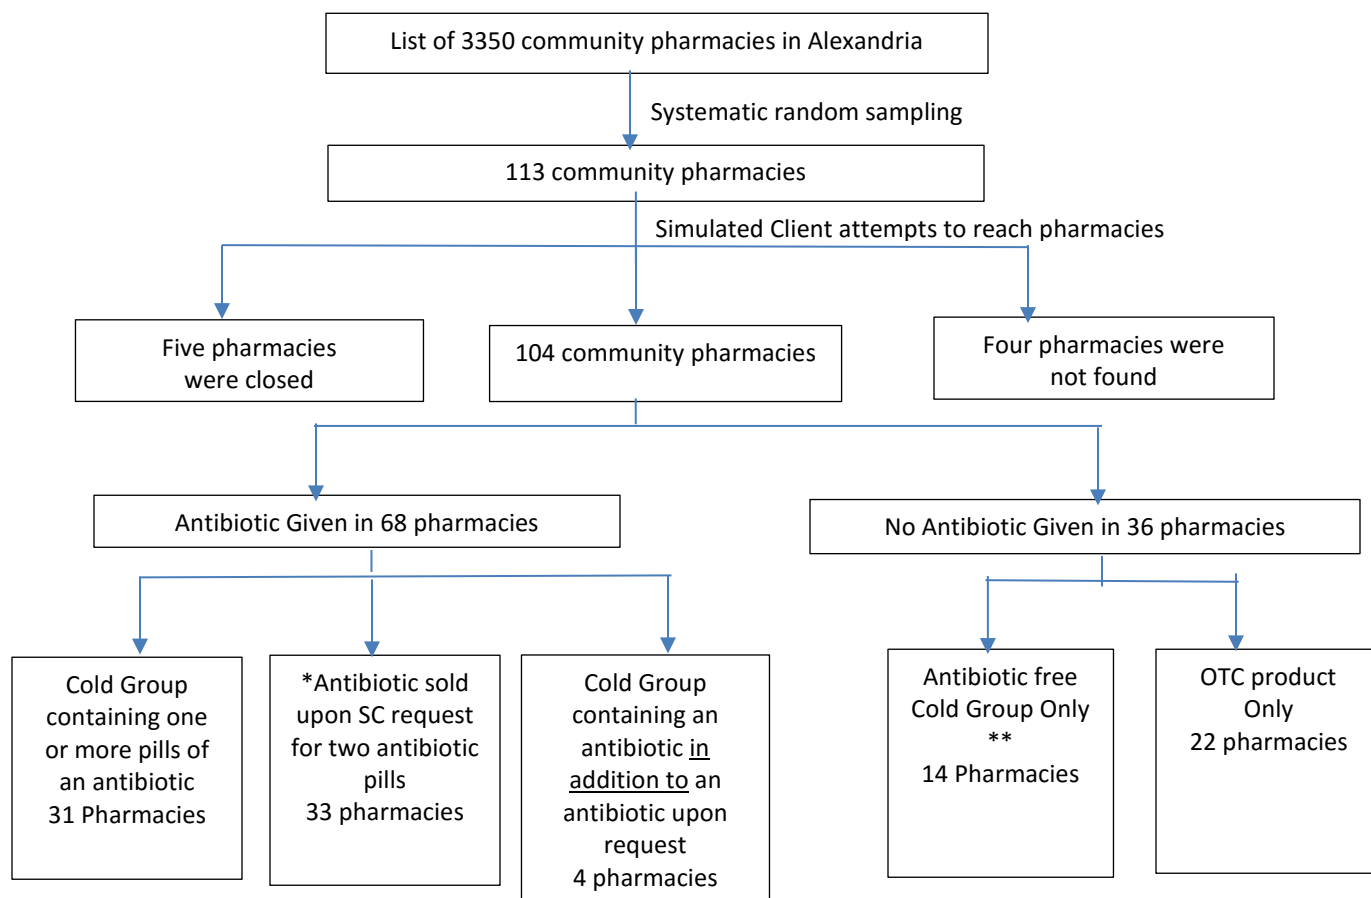 List of 3350 community pharmacies in Alexandria
Systematic random sampling
113 community pharmacies
Simulated Client attempts to reach pharmacies
Five pharmacies
were closed
104 community pharmacies
Four pharmacies were
not found
Antibiotic Given in 68 pharmacies
No Antibiotic Given in 36 pharmacies
Cold Group
containing one
or more pills of
an antibiotic
31 Pharmacies
*Antibiotic sold
upon SC request
for two antibiotic
pills
33 pharmacies
Cold Group
containing an
antibiotic in
addition to an
antibiotic upon
request
4 pharmacies
Antibiotic free
Cold Group Only
**
14 Pharmacies
OTC product
Only
22 pharmacies